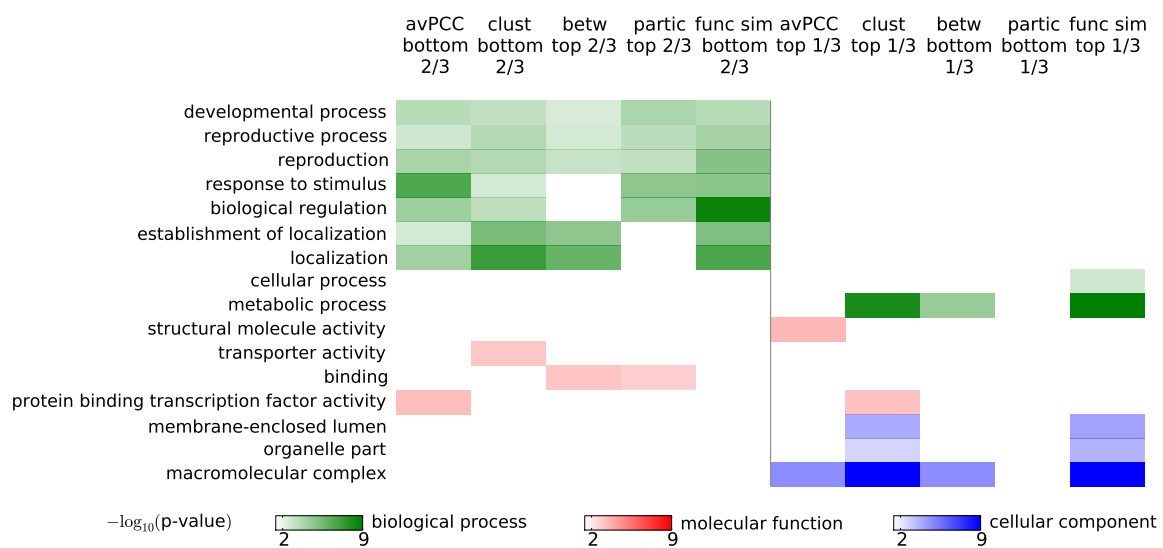 avPCC clust betw partic func sim avPCC clust betw partic func sim
bottom bottom top 2/3 top 2/3 bottom top 1/3 top 1/3 bottom bottom top 1/3
2/3 2/3 2/3 1/3 1/3
developmental process
reproductive process
reproduction
response to stimulus
biological regulation
establishment of localization
localization
cellular process
metabolic process
structural molecule activity
transporter activity
binding
protein binding transcription factor activity
membrane-enclosed lumen
organelle part
macromolecular complex
−log₁₀(p-value) biological process molecular function cellular component
2 9 2 9 2 9